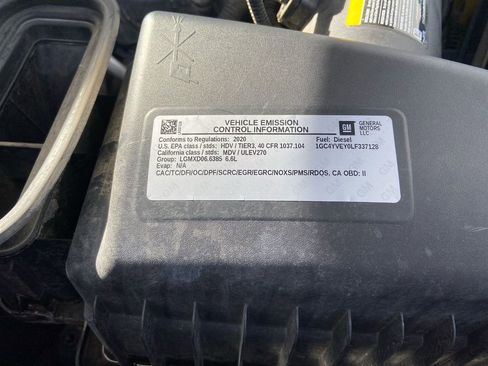 VEHICLE EMISSION
CONTROL INFORMATION
GM
GENERAL
MOTORS
LLC
Conforms to Regulations: 2020
Fuel: Diesel
U.S. EPA class / stds: HDV / TIER3, 40 CFR 1037.104
1GC4YVEY0LF337128
California class / stds: MDV / ULEV270
Group: LGMXD06.6385 6.6L
Evap: N/A
CAC/TC/DFI/OC/DPF/SCRC/EGR/EGRC/NOXS/PMS/RDQS, CA OBD: II